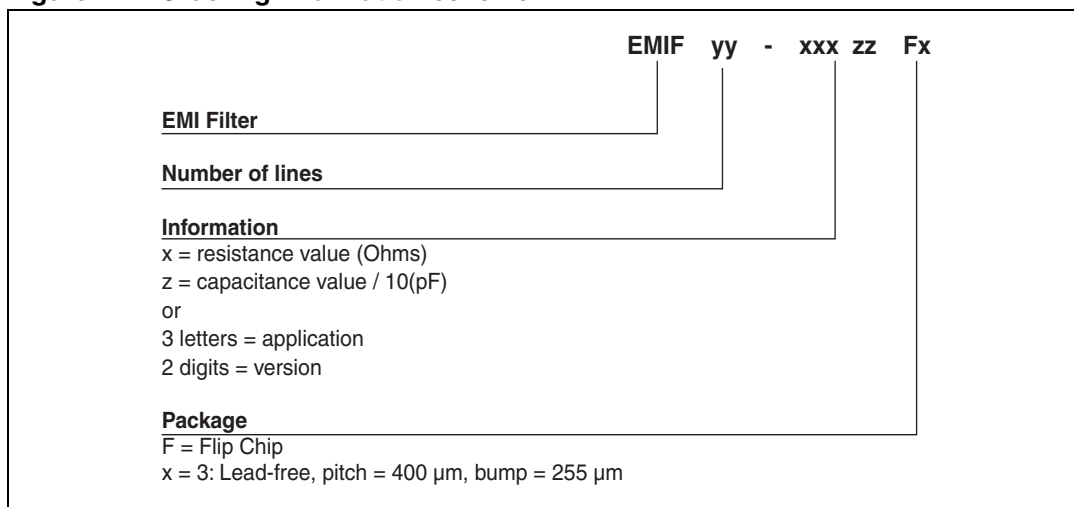 EMIF yy - xxx zz Fx
EMI Filter
Number of lines
Information
x = resistance value (Ohms)
z = capacitance value / 10(pF)
or
3 letters = application
2 digits = version
Package
F = Flip Chip
x = 3: Lead-free, pitch = 400 µm, bump = 255 µm